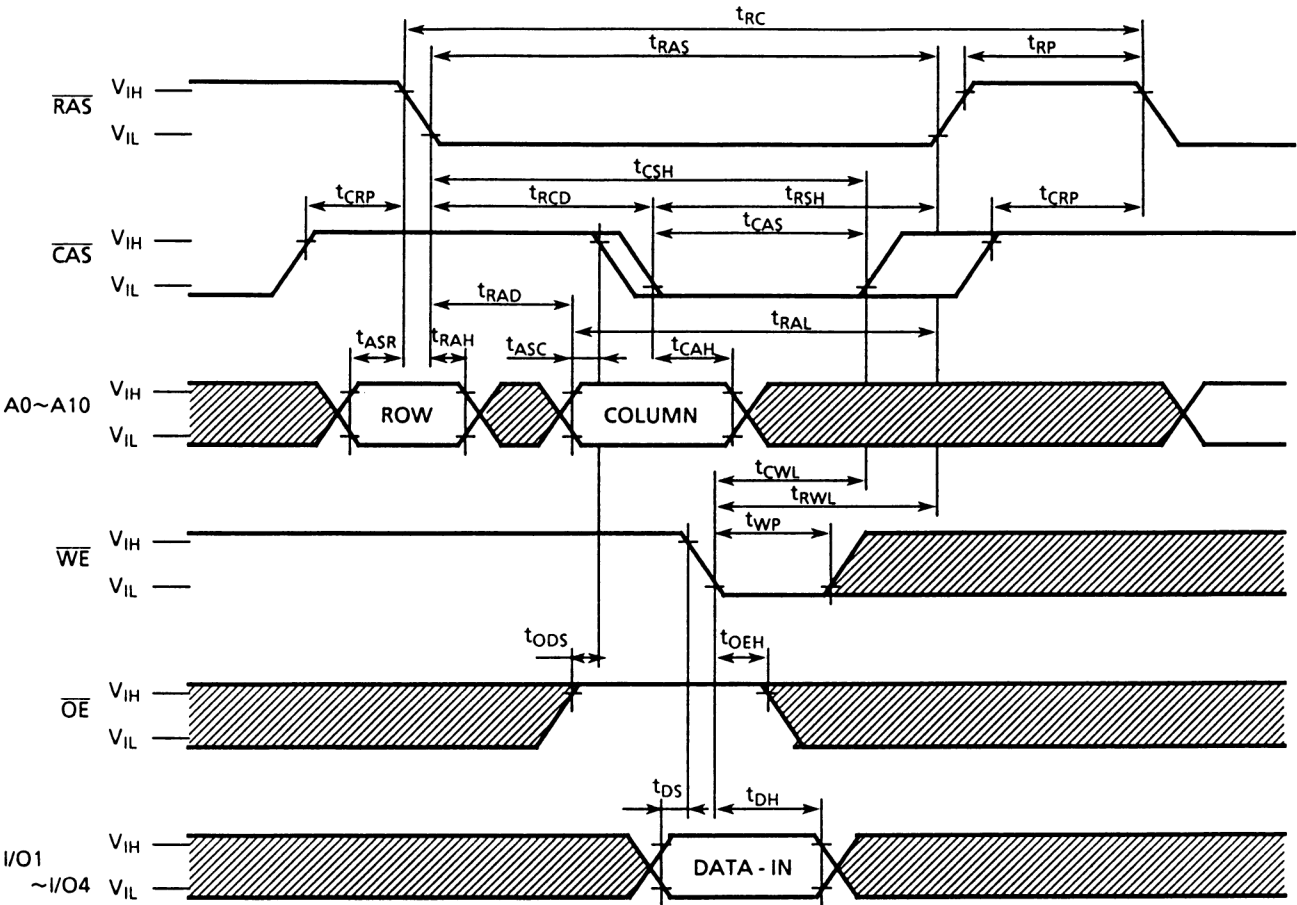 tRC
tRAS
tRP
RAS
VIH
VIL
tCSH
tCRP
tRCD
tRSH
tCRP
tCAS
CAS
VIH
VIL
tRAD
tRAL
tASR
tRAH
tASC
tCAH
A0~A10
VIH
VIL
ROW
COLUMN
tCWL
tRWL
tWP
WE
VIH
VIL
tODS
tOEH
OE
VIH
VIL
tDS
tDH
I/O1
~I/O4
VIH
VIL
DATA - IN